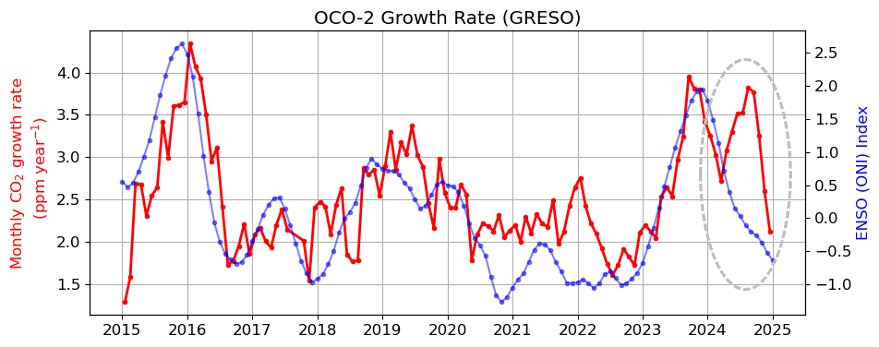 OCO-2 Growth Rate (GRESO)
Monthly CO₂ growth rate
(ppm year⁻¹)
4.0
3.5
3.0
2.5
2.0
1.5
2.5
2.0
1.5
1.0
0.5
0.0
−0.5
−1.0
ENSO (ONI) Index
2015 2016 2017 2018 2019 2020 2021 2022 2023 2024 2025